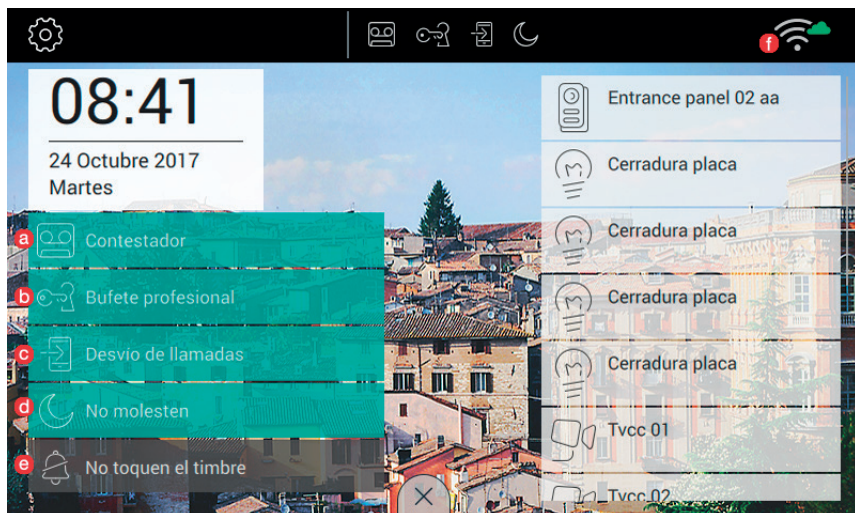 f
08:41
24 Octubre 2017
Martes
a Contestador
b Bufete profesional
c Desvío de llamadas
d No molesten
e No toquen el timbre
Entrance panel 02 aa
Cerradura placa
Cerradura placa
Cerradura placa
Cerradura placa
Tvcc 01
Tvcc 02